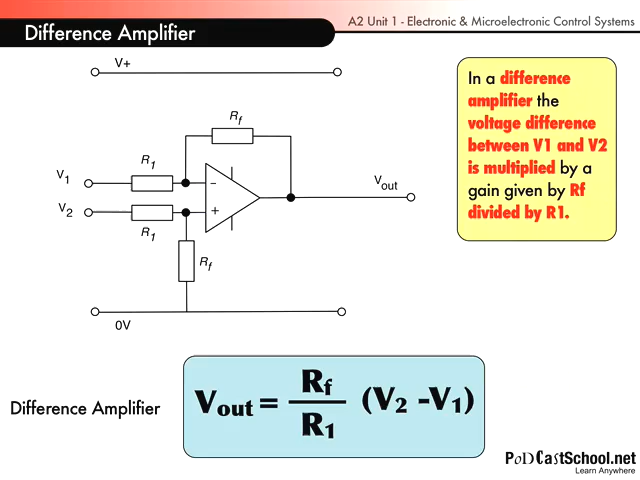 A2 Unit 1 - Electronic & Microelectronic Control Systems
Difference Amplifier
V+
In a difference
amplifier the
voltage difference
between V1 and V2
is multiplied by a
gain given by Rf
divided by R1.
Rf
R1
V1
−
Vout
V2
+
R1
Rf
0V
Difference Amplifier
Vout = Rf / R1 (V2 -V1)
PoDCastSchool.net
Learn Anywhere